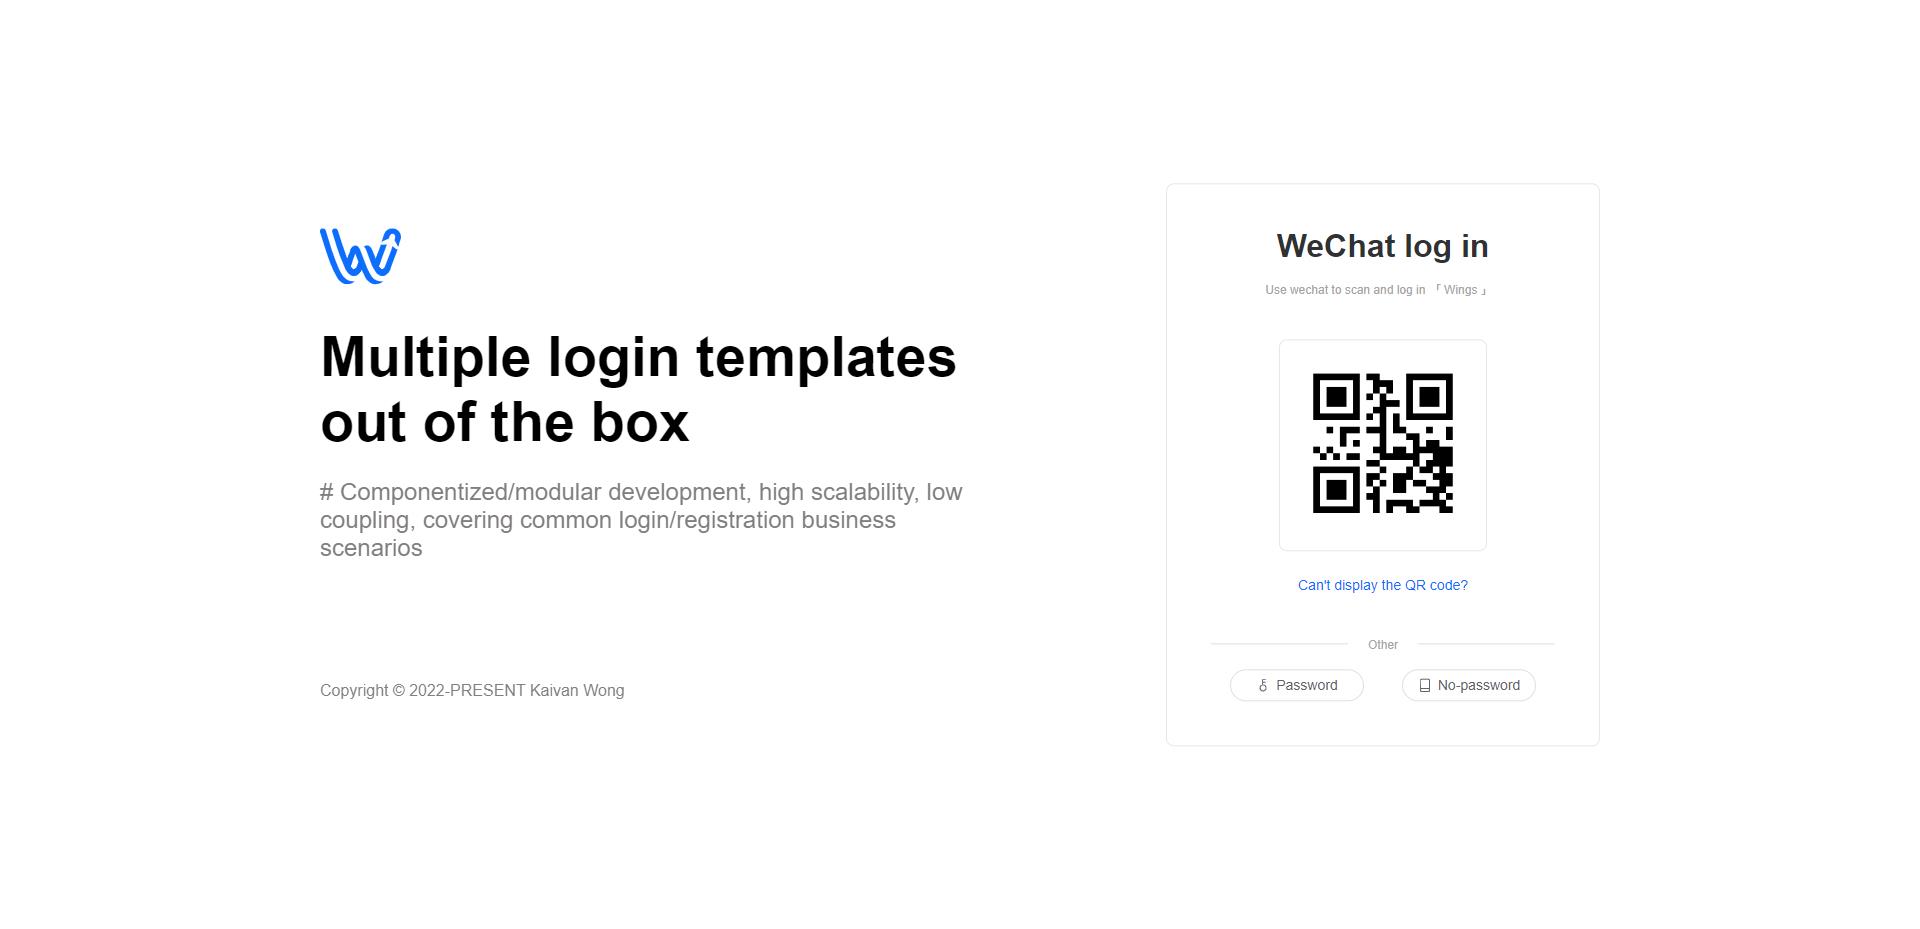 Multiple login templates
out of the box
# Componentized/modular development, high scalability, low
coupling, covering common login/registration business
scenarios
Copyright © 2022-PRESENT Kaivan Wong
WeChat log in
Use wechat to scan and log in 「 Wings 」
Can't display the QR code?
Other
Password
No-password